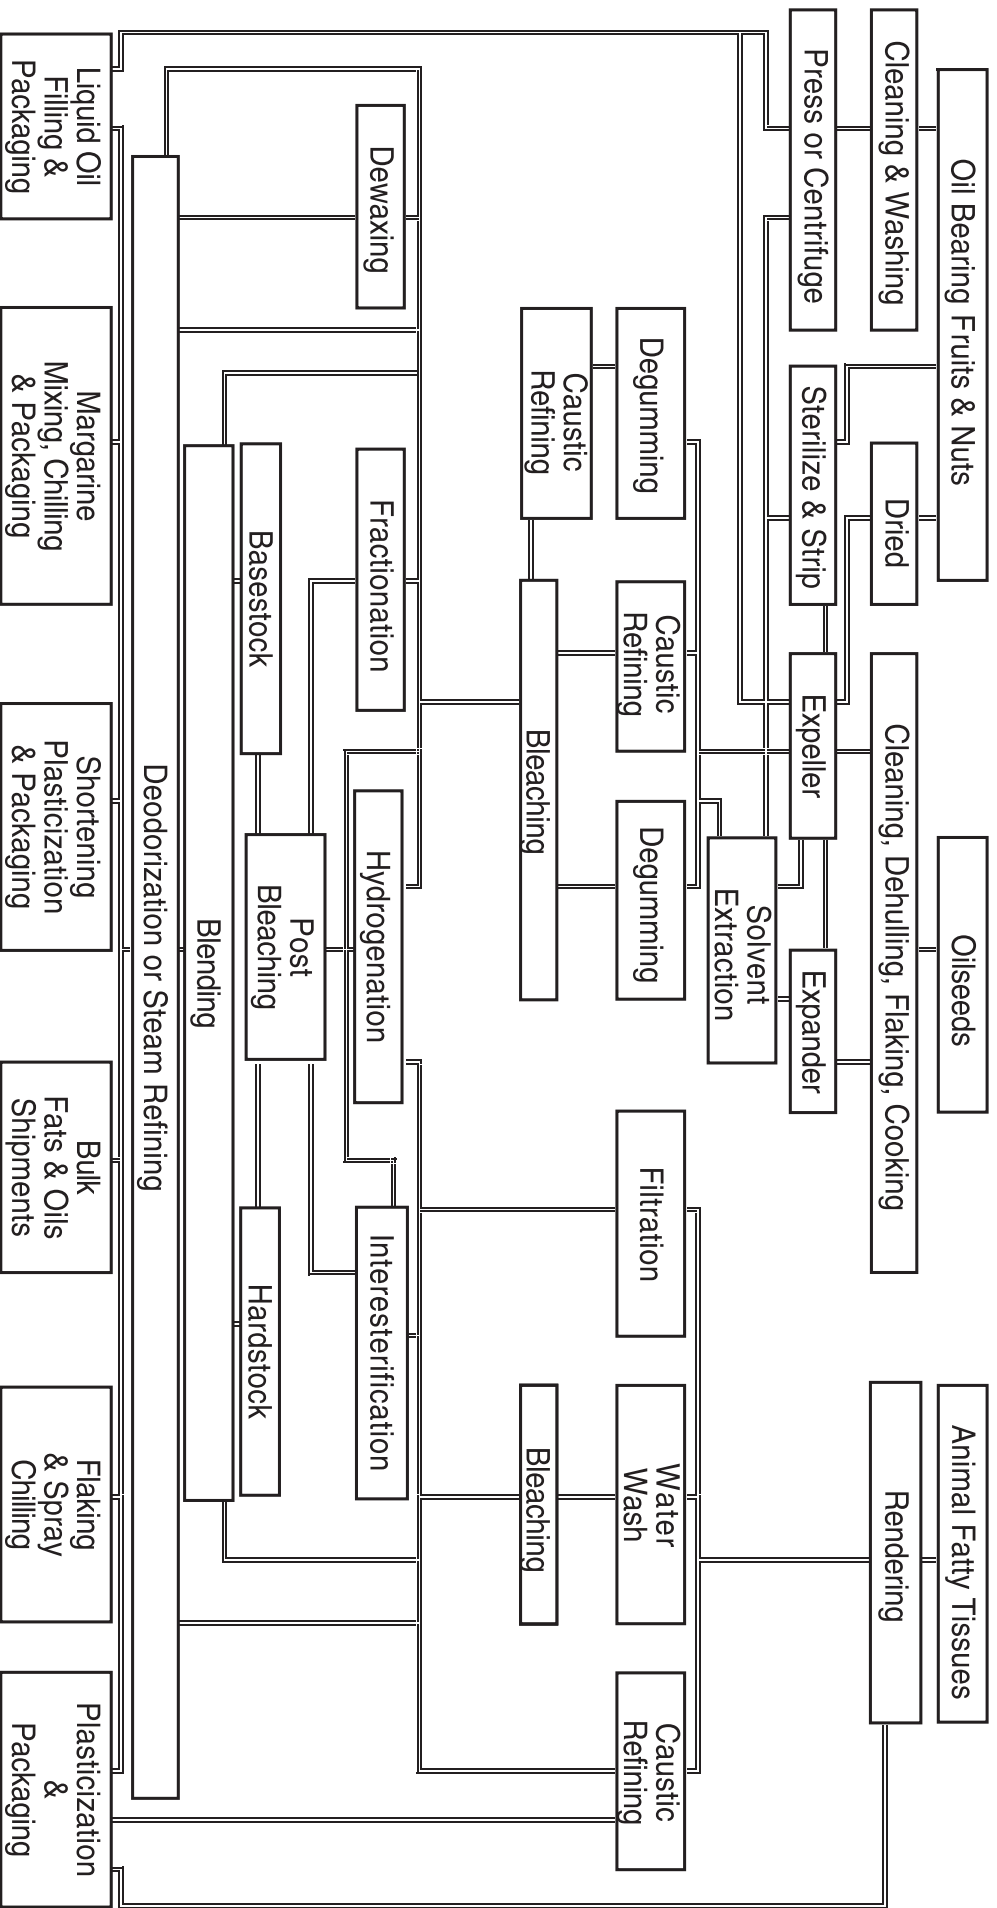 Oil Bearing Fruits & Nuts
Oilseeds
Animal Fatty Tissues
Cleaning & Washing
Dried
Cleaning, Dehulling, Flaking, Cooking
Rendering
Press or Centrifuge
Sterilize & Strip
Expeller
Expander
Solvent
Extraction
Degumming
Caustic
Refining
Degumming
Filtration
Water
Wash
Caustic
Refining
Caustic
Refining
Bleaching
Bleaching
Dewaxing
Fractionation
Hydrogenation
Interesterification
Post
Bleaching
Basestock
Hardstock
Blending
Deodorization or Steam Refining
Liquid Oil
Filling &
Packaging
Margarine
Mixing, Chilling
& Packaging
Shortening
Plasticization
& Packaging
Bulk
Fats & Oils
Shipments
Flaking
& Spray
Chilling
Plasticization
&
Packaging